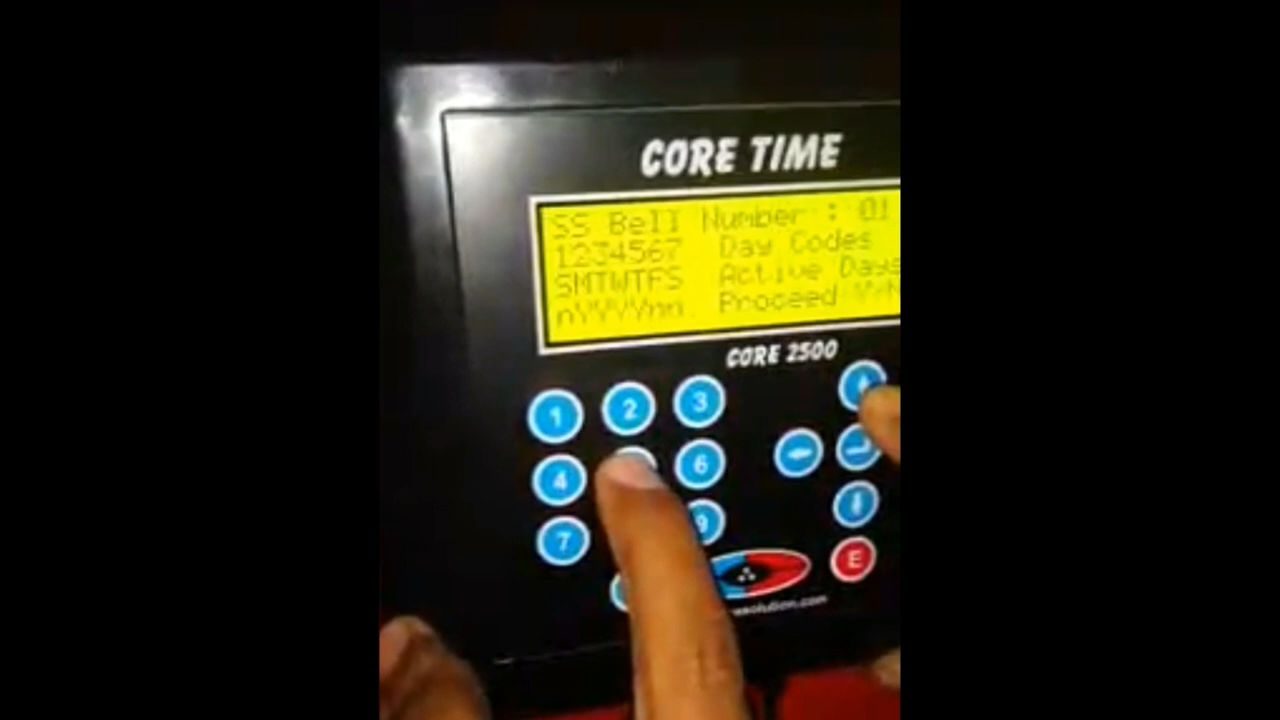 CORE TIME
SS Bell Number : 01
1234567 Day Codes
SMTWTFS Active Days
nYYYYnn Proceed Y/N
CORE 2500
1 2 3
4 6
7 9
E